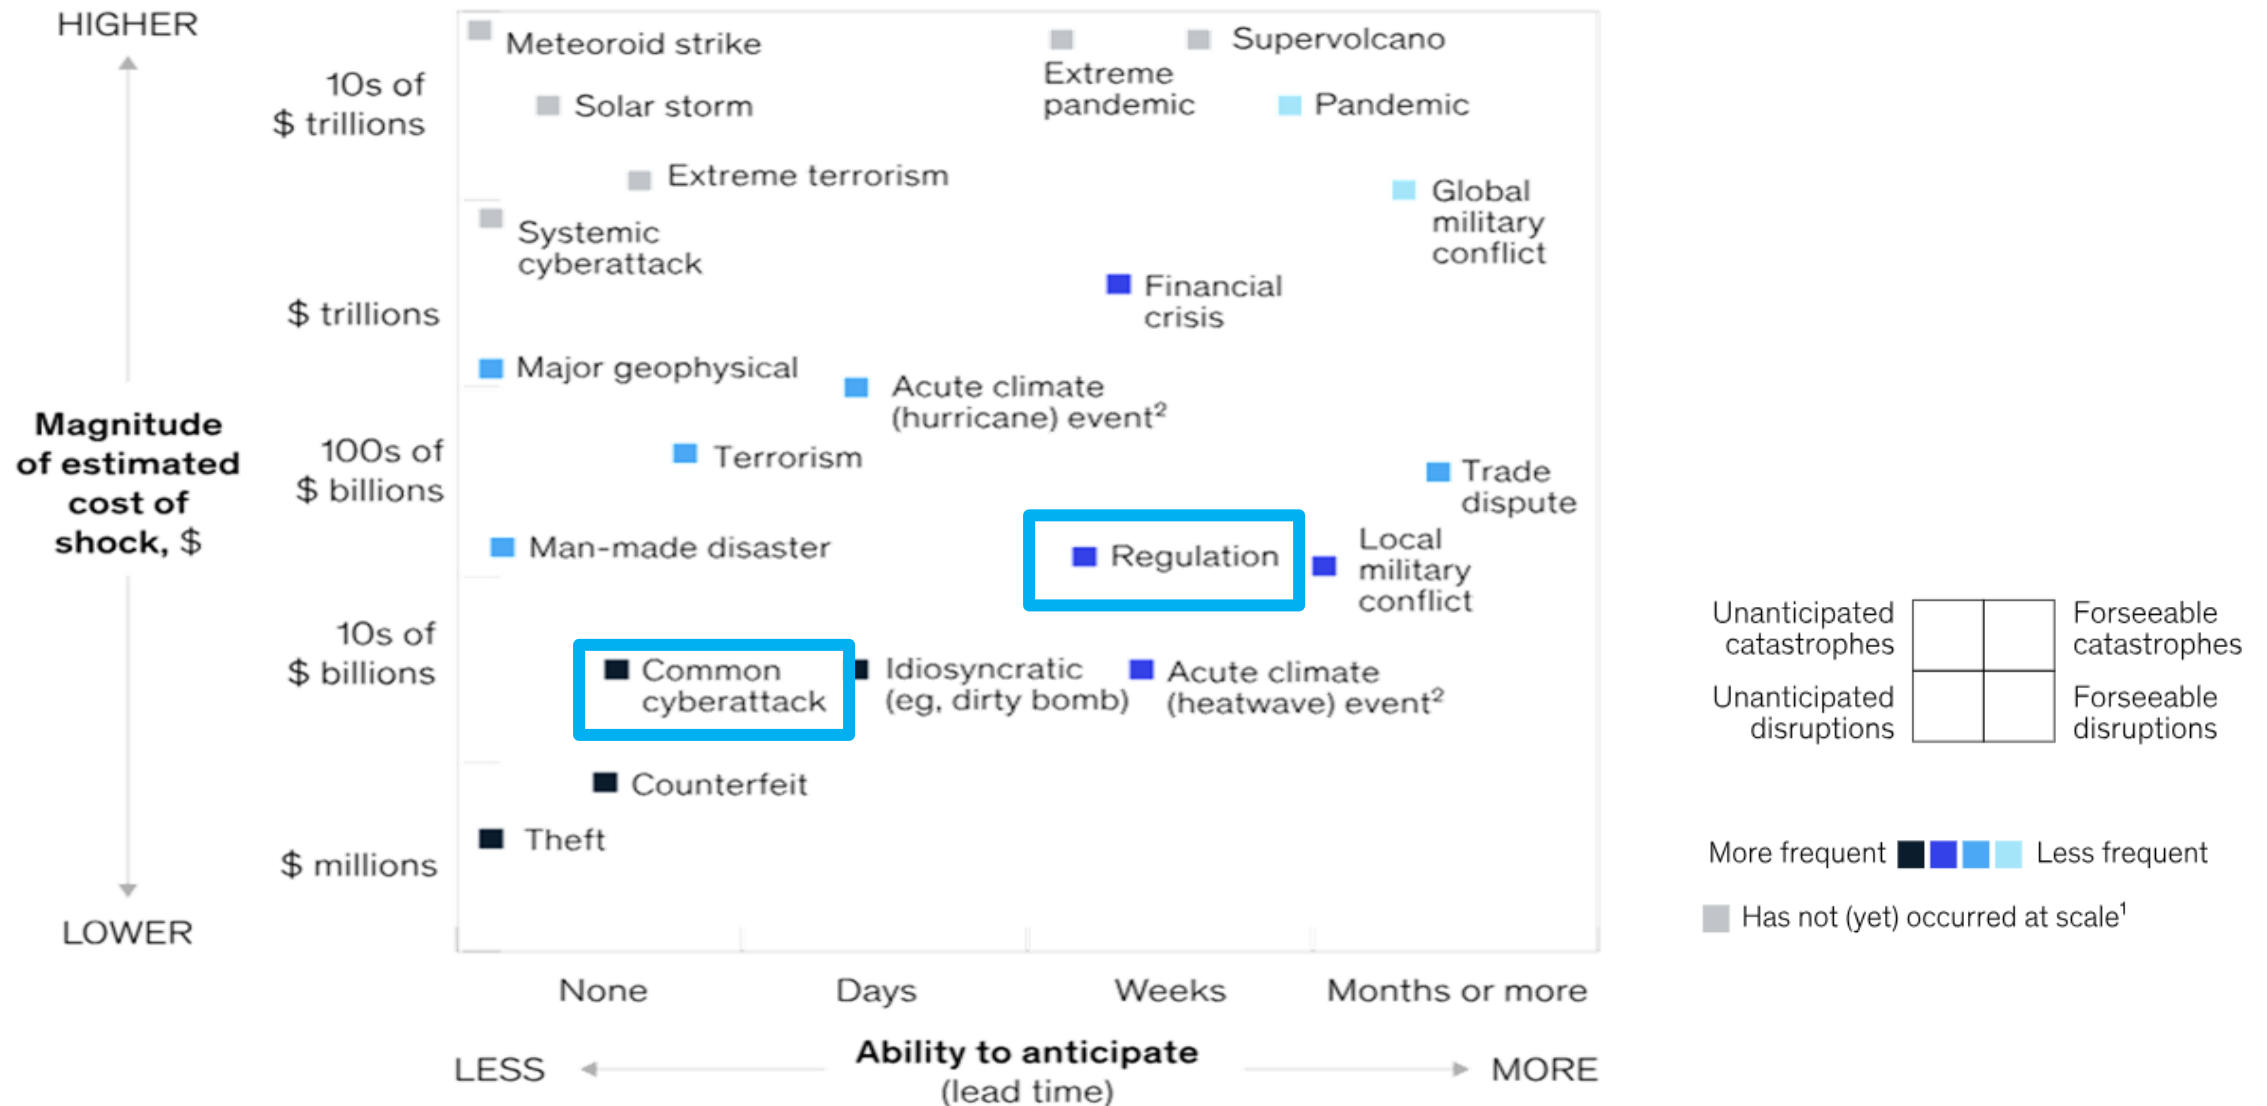 HIGHER
10s of
$ trillions
$ trillions
Magnitude
of estimated
cost of
shock, $
100s of
$ billions
10s of
$ billions
$ millions
LOWER
Meteoroid strike
Supervolcano
Extreme
pandemic
Solar storm
Pandemic
Extreme terrorism
Global
military
conflict
Systemic
cyberattack
Financial
crisis
Major geophysical
Acute climate
(hurricane) event²
Terrorism
Trade
dispute
Man-made disaster
Regulation
Local
military
conflict
Common
cyberattack
Idiosyncratic
(eg, dirty bomb)
Acute climate
(heatwave) event²
Counterfeit
Theft
None
Days
Weeks
Months or more
LESS
Ability to anticipate
(lead time)
MORE
Unanticipated
catastrophes
Forseeable
catastrophes
Unanticipated
disruptions
Forseeable
disruptions
More frequent
Less frequent
Has not (yet) occurred at scale¹